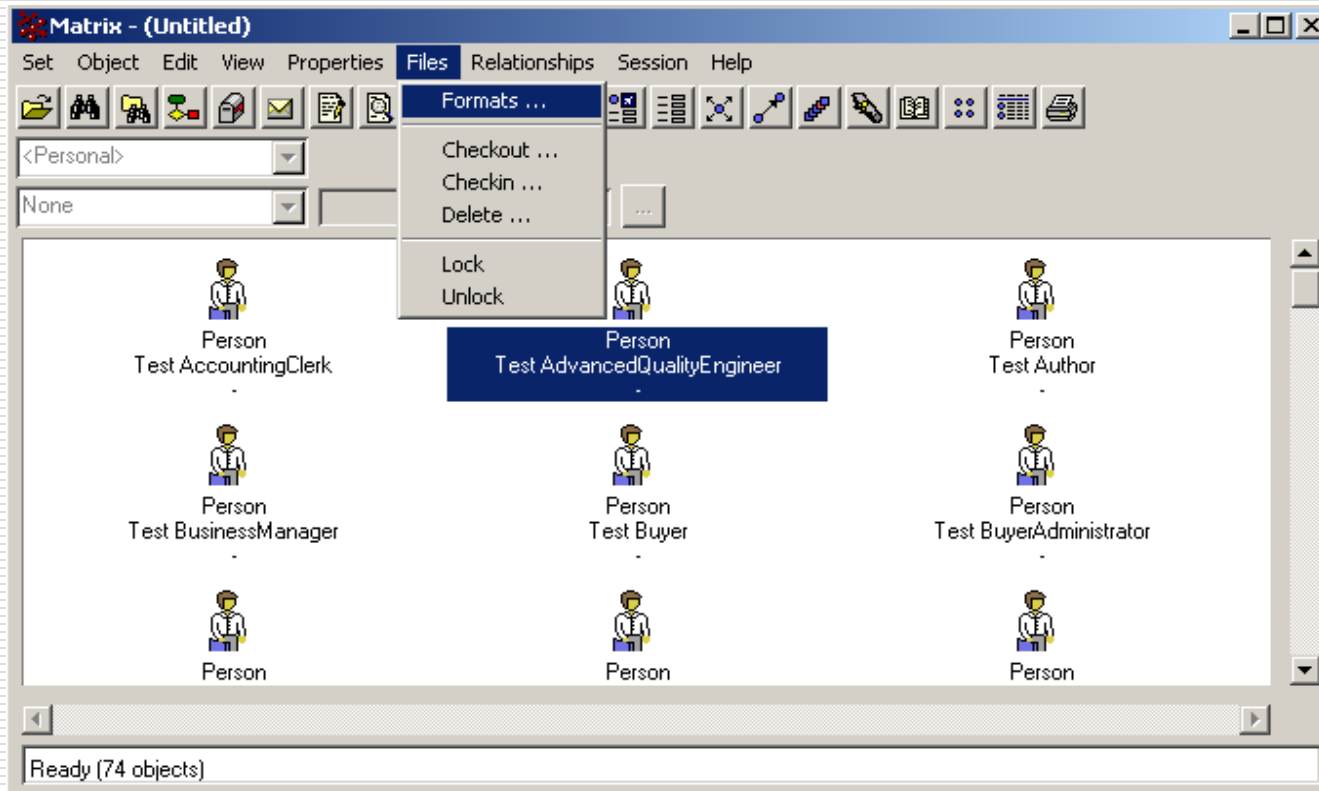 Matrix - (Untitled)
Set Object Edit View Properties Files Relationships Session Help
Formats ...
<Personal>
Checkout ...
Checkin ...
None
...
Delete ...
Lock
Unlock
Person Person Person
Test AccountingClerk Test AdvancedQualityEngineer Test Author
- - -
Person Person Person
Test BusinessManager Test Buyer Test BuyerAdministrator
- - -
Person Person Person
Ready (74 objects)